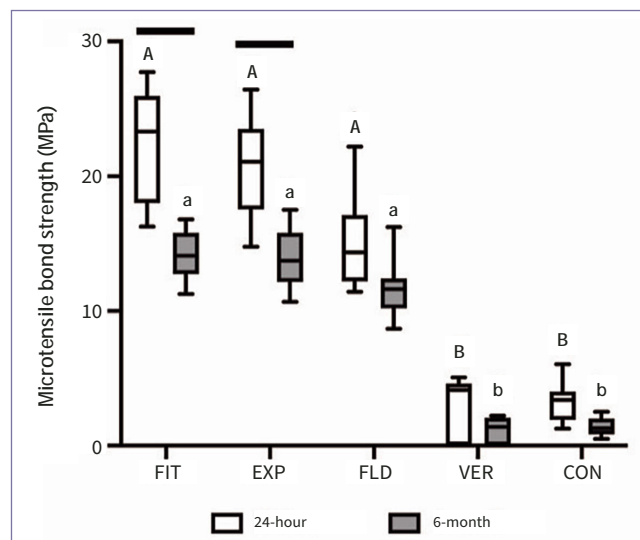 Microtensile bond strength (MPa)
30
20
10
0
A
a
A
a
A
a
B
b
B
b
FIT EXP FLD VER CON
24-hour 6-month